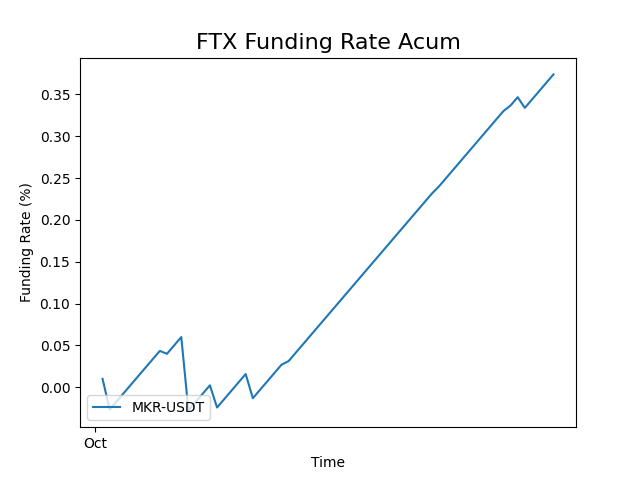 FTX Funding Rate Acum
Funding Rate (%)
0.35
0.30
0.25
0.20
0.15
0.10
0.05
0.00
MKR-USDT
Oct
Time